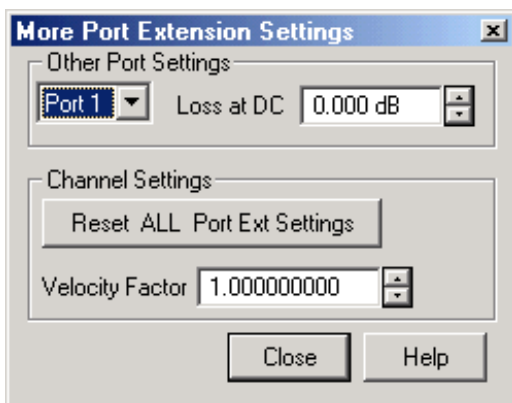 More Port Extension Settings
Other Port Settings
Port 1 Loss at DC 0.000 dB
Channel Settings
Reset ALL Port Ext Settings
Velocity Factor 1.000000000
Close Help